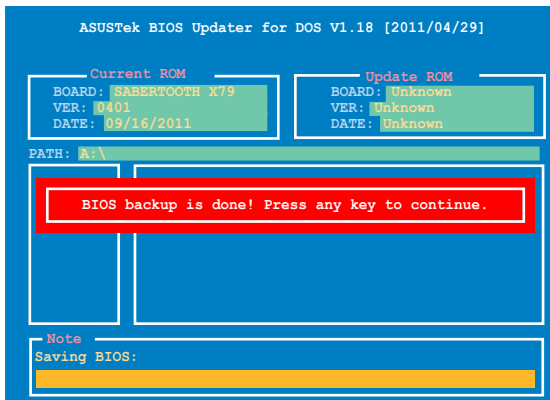 ASUSTek BIOS Updater for DOS V1.18 [2011/04/29]
Current ROM
BOARD: SABERTOOTH X79
VER: 0401
DATE: 09/16/2011
Update ROM
BOARD: Unknown
VER: Unknown
DATE: Unknown
PATH: A:\
BIOS backup is done! Press any key to continue.
Note
Saving BIOS: